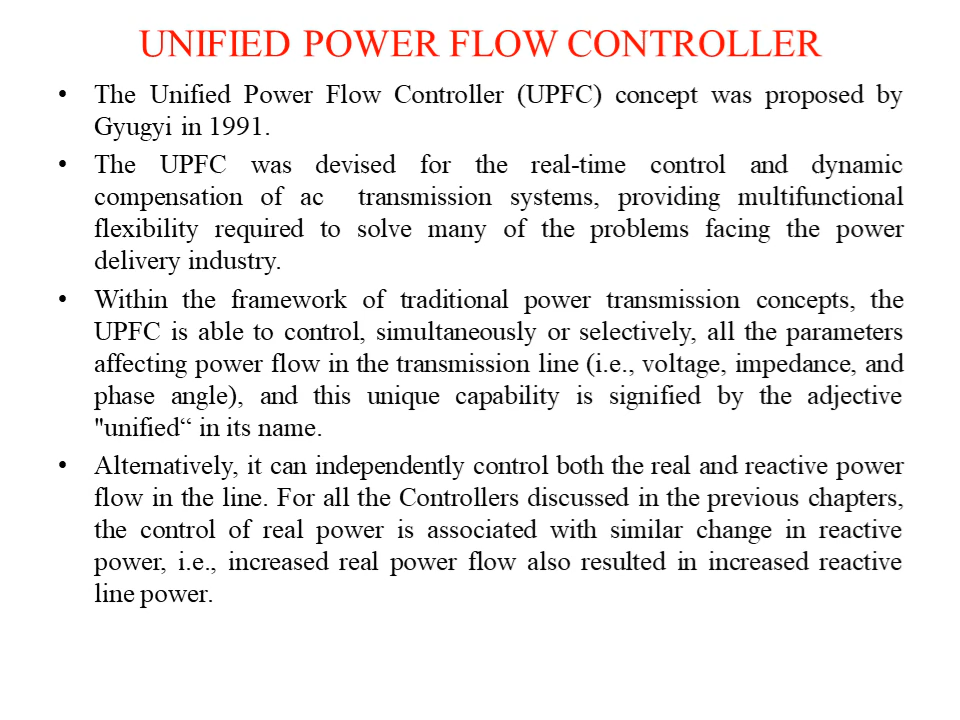 UNIFIED POWER FLOW CONTROLLER
• The Unified Power Flow Controller (UPFC) concept was proposed by
Gyugyi in 1991.
• The UPFC was devised for the real-time control and dynamic
compensation of ac transmission systems, providing multifunctional
flexibility required to solve many of the problems facing the power
delivery industry.
• Within the framework of traditional power transmission concepts, the
UPFC is able to control, simultaneously or selectively, all the parameters
affecting power flow in the transmission line (i.e., voltage, impedance, and
phase angle), and this unique capability is signified by the adjective
"unified“ in its name.
• Alternatively, it can independently control both the real and reactive power
flow in the line. For all the Controllers discussed in the previous chapters,
the control of real power is associated with similar change in reactive
power, i.e., increased real power flow also resulted in increased reactive
line power.